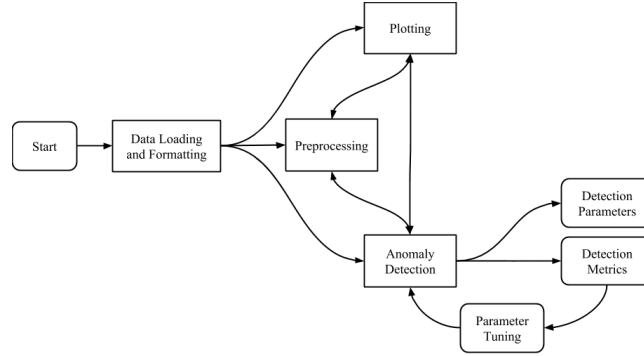 Plotting
Start
Data Loading
and Formatting
Preprocessing
Detection
Parameters
Anomaly
Detection
Detection
Metrics
Parameter
Tuning